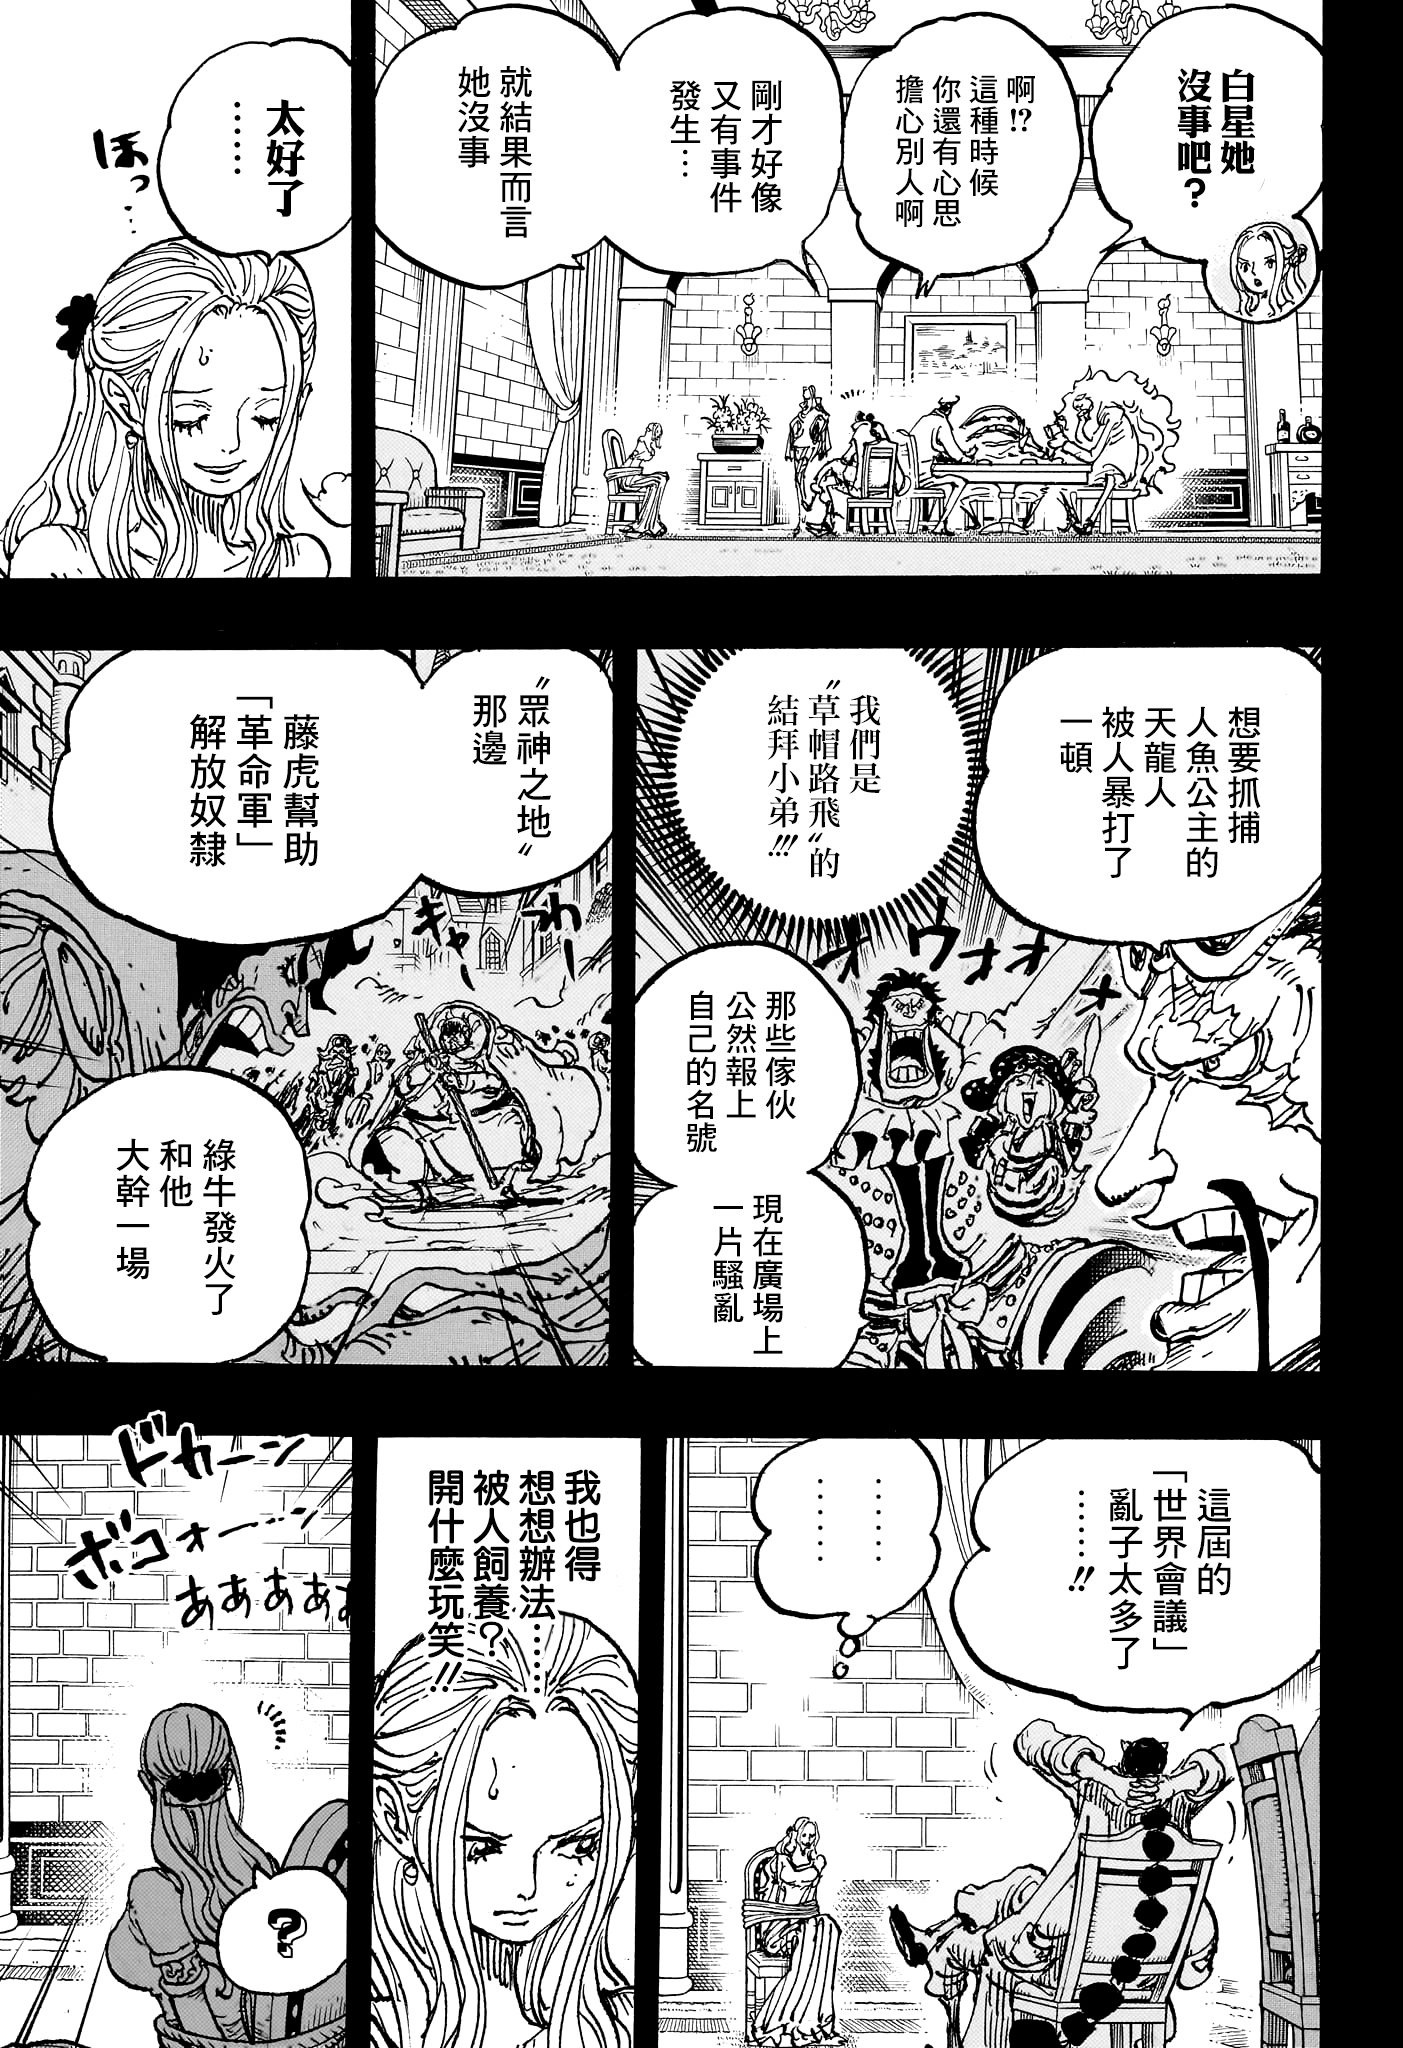 白星她
沒事吧？
啊!?
這種時候
你還有心思
擔心別人啊
剛才好像
又有事件
發生…
就結果而言
她沒事
太好了
……
ほっ…
想要抓捕
人魚公主的
天龍人
被人暴打了
一頓
我們是
〝草帽路飛〞的
結拜小弟!!!
オウオオ
那些傢伙
公然報上
自己的名號
現在廣場上
一片騷亂
〝眾神之地〞
那邊
藤虎幫助
「革命軍」
解放奴隸
わー
キャー
綠牛發火了
和他
大幹一場
這屆的
「世界會議」
亂子太多了
……!!
……
……
我也得
想想辦法……
被人飼養？
開什麼玩笑!!
ドカーン
ボコォーン
ああああぁ
？